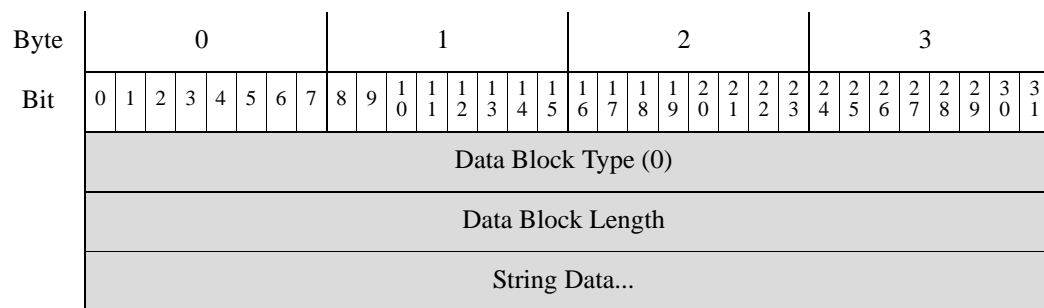 Byte 0 1 2 3
Bit 0 1 2 3 4 5 6 7 8 9 10 11 12 13 14 15 16 17 18 19 20 21 22 23 24 25 26 27 28 29 30 31
Data Block Type (0)
Data Block Length
String Data...